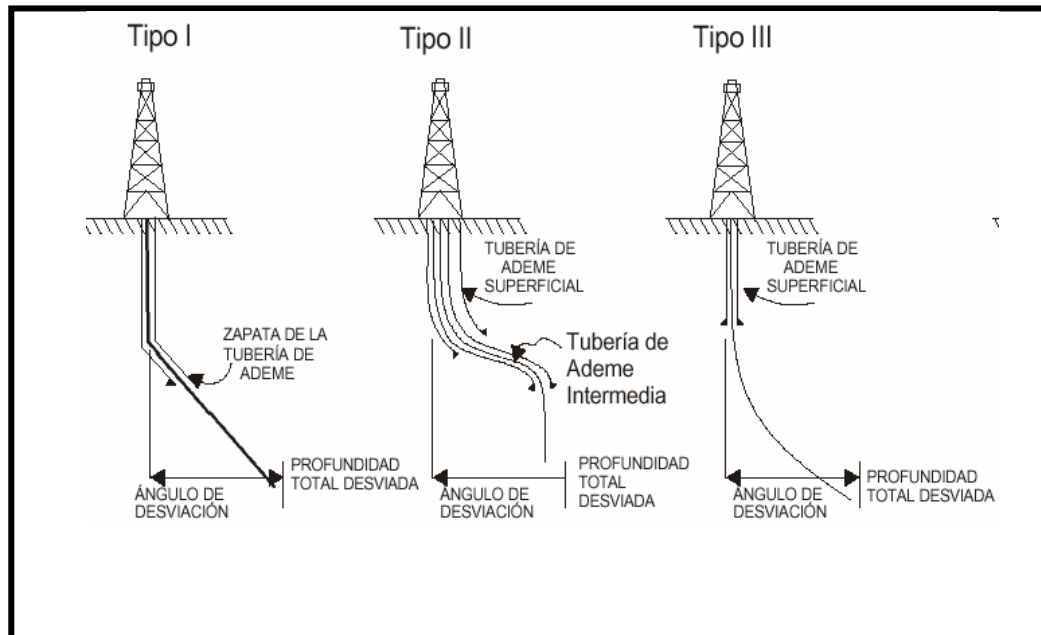 Tipo I
Tipo II
Tipo III
TUBERÍA DE
ADEME
SUPERFICIAL
TUBERÍA DE
ADEME
SUPERFICIAL
ZAPATA DE LA
TUBERÍA DE
ADEME
Tubería de
Ademe
Intermedia
PROFUNDIDAD
TOTAL DESVIADA
ÁNGULO DE
DESVIACIÓN
PROFUNDIDAD
TOTAL
DESVIADA
ÁNGULO DE
DESVIACIÓN
PROFUNDIDAD
TOTAL DESVIADA
ÁNGULO DE
DESVIACIÓN